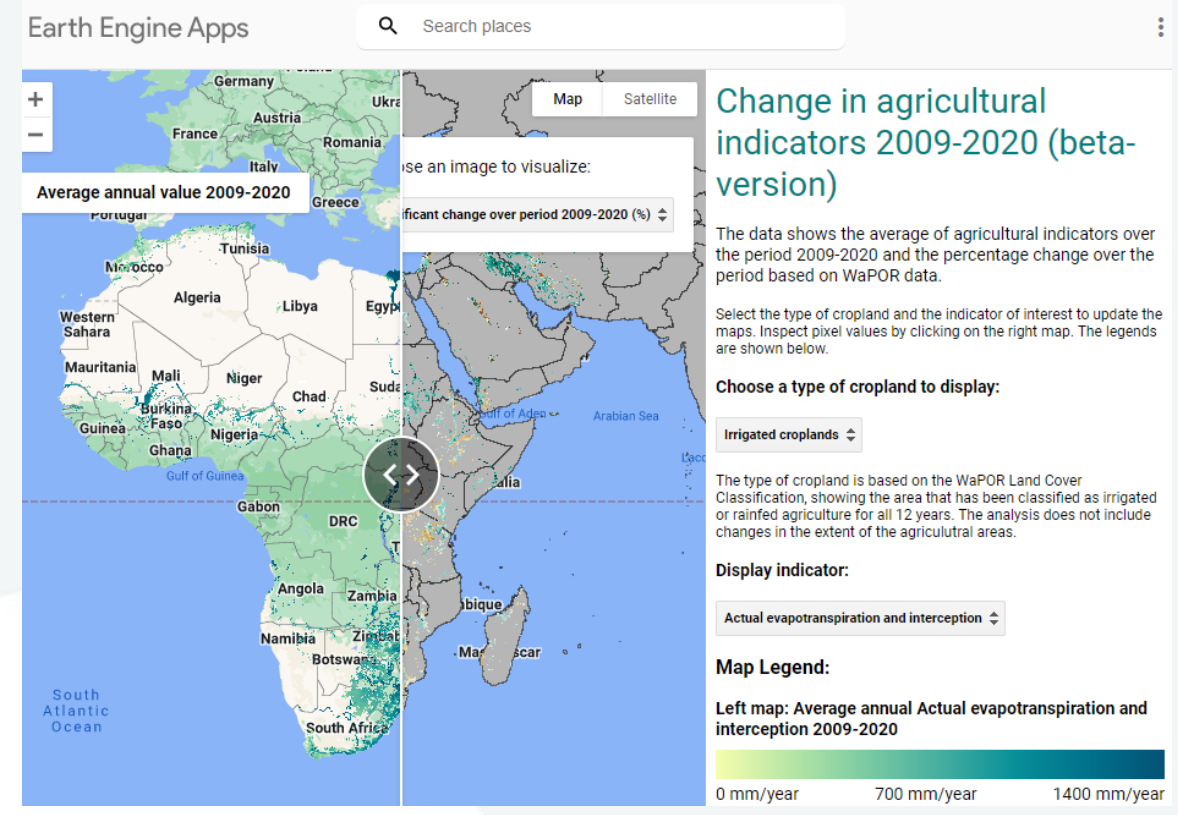 Earth Engine Apps
Search places
Change in agricultural
indicators 2009-2020 (beta-
version)
The data shows the average of agricultural indicators over
the period 2009-2020 and the percentage change over the
period based on WaPOR data.
Select the type of cropland and the indicator of interest to update the
maps. Inspect pixel values by clicking on the right map. The legends
are shown below.
Choose a type of cropland to display:
Irrigated croplands
The type of cropland is based on the WaPOR Land Cover
Classification, showing the area that has been classified as irrigated
or rainfed agriculture for all 12 years. The analysis does not include
changes in the extent of the agriculutral areas.
Display indicator:
Actual evapotranspiration and interception
Map Legend:
Left map: Average annual Actual evapotranspiration and
interception 2009-2020
0 mm/year 700 mm/year 1400 mm/year
+
−
Map Satellite
se an image to visualize:
ificant change over period 2009-2020 (%)
Average annual value 2009-2020
Germany
Ukra
Austria
France
Romania
Italy
Greece
Portugal
Tunisia
Morocco
Algeria
Libya
Egyp
Western
Sahara
Mauritania
Mali
Niger
Chad
Suda
Burkina
Faso
Guinea
Nigeria
Ghana
Gulf of Guinea
Gulf of Aden
Arabian Sea
Lacc
alia
Gabon
DRC
T
Angola
Zambia
bique
Namibia
Zimbab
Botswana
Ma scar
South
Atlantic
Ocean
South Africa